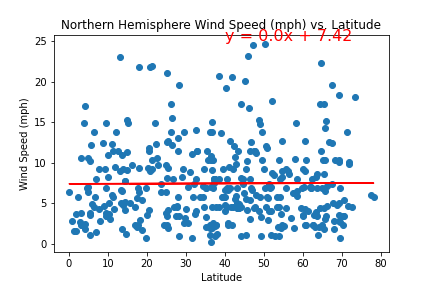 Northern Hemisphere Wind Speed (mph) vs. Latitude
y = 0.0x + 7.42
25
20
15
10
5
0
Wind Speed (mph)
0 10 20 30 40 50 60 70 80
Latitude